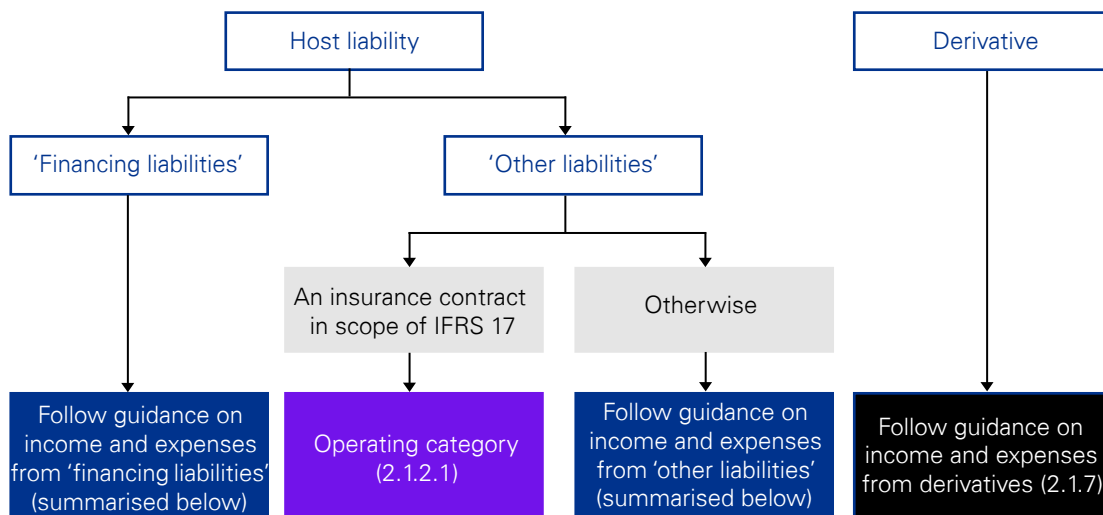 Host liability
Derivative
‘Financing liabilities’
‘Other liabilities’
An insurance contract
in scope of IFRS 17
Otherwise
Follow guidance on
income and expenses
from ‘financing liabilities’
(summarised below)
Operating category
(2.1.2.1)
Follow guidance on
income and expenses
from ‘other liabilities’
(summarised below)
Follow guidance on
income and expenses
from derivatives (2.1.7)